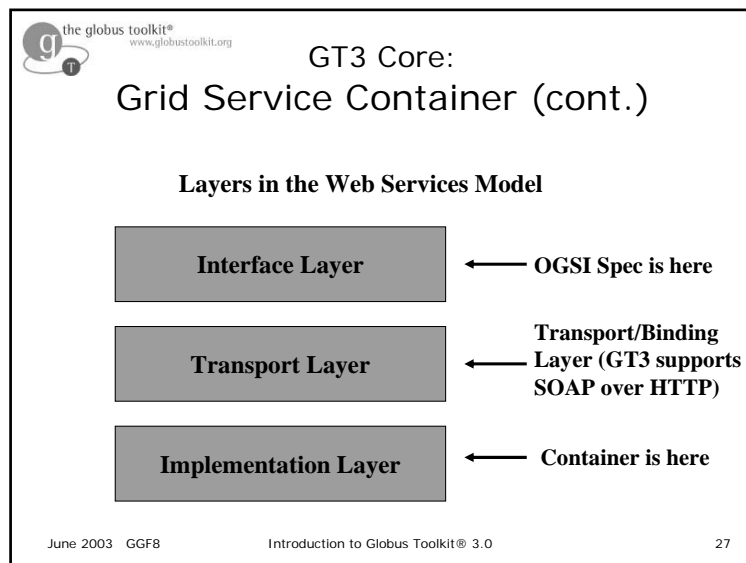 the globus toolkit®
www.globustoolkit.org
g
T
GT3 Core:
Grid Service Container (cont.)
Layers in the Web Services Model
Interface Layer
OGSI Spec is here
Transport Layer
Transport/Binding
Layer (GT3 supports
SOAP over HTTP)
Implementation Layer
Container is here
June 2003 GGF8
Introduction to Globus Toolkit® 3.0
27